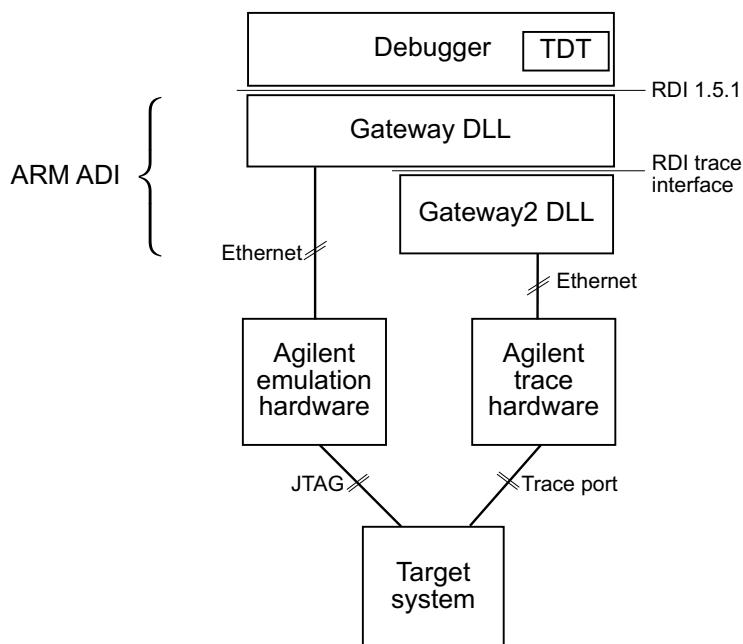 Debugger
TDT
RDI 1.5.1
Gateway DLL
ARM ADI
RDI trace
interface
Gateway2 DLL
Ethernet
Ethernet
Agilent
emulation
hardware
Agilent
trace
hardware
JTAG
Trace port
Target
system